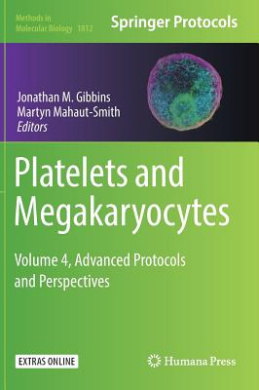 Methods in
Molecular Biology 1812
Springer Protocols
Jonathan M. Gibbins
Martyn Mahaut-Smith
Editors
Platelets and
Megakaryocytes
Volume 4, Advanced Protocols
and Perspectives
EXTRAS ONLINE
Humana Press